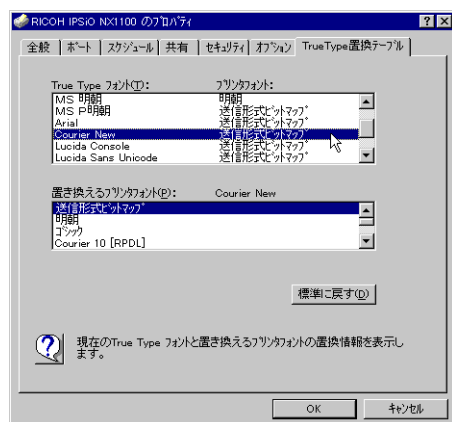 RICOH IPSiO NX1100 のﾌﾟﾛﾊﾟﾃｨ
全般 ﾎﾟｰﾄ ｽｹｼﾞｭｰﾙ 共有 ｾｷｭﾘﾃｨ ｵﾌﾟｼｮﾝ TrueType置換ﾃｰﾌﾞﾙ
True Type ﾌｫﾝﾄ(T): ﾌﾟﾘﾝﾀﾌｫﾝﾄ:
MS 明朝 明朝
MS P明朝 送信形式ﾋﾞｯﾄﾏｯﾌﾟ
Arial 送信形式ﾋﾞｯﾄﾏｯﾌﾟ
Courier New 送信形式ﾋﾞｯﾄﾏｯﾌﾟ
Lucida Console 送信形式ﾋﾞｯﾄﾏｯﾌﾟ
Lucida Sans Unicode 送信形式ﾋﾞｯﾄﾏｯﾌﾟ
置き換えるﾌﾟﾘﾝﾀﾌｫﾝﾄ(P): Courier New
送信形式ﾋﾞｯﾄﾏｯﾌﾟ
明朝
ｺﾞｼｯｸ
Courier 10 [RPDL]
標準に戻す(D)
現在のTrue Type ﾌｫﾝﾄと置き換えるﾌﾟﾘﾝﾀﾌｫﾝﾄの置換情報を表示し
ます。
OK ｷｬﾝｾﾙ